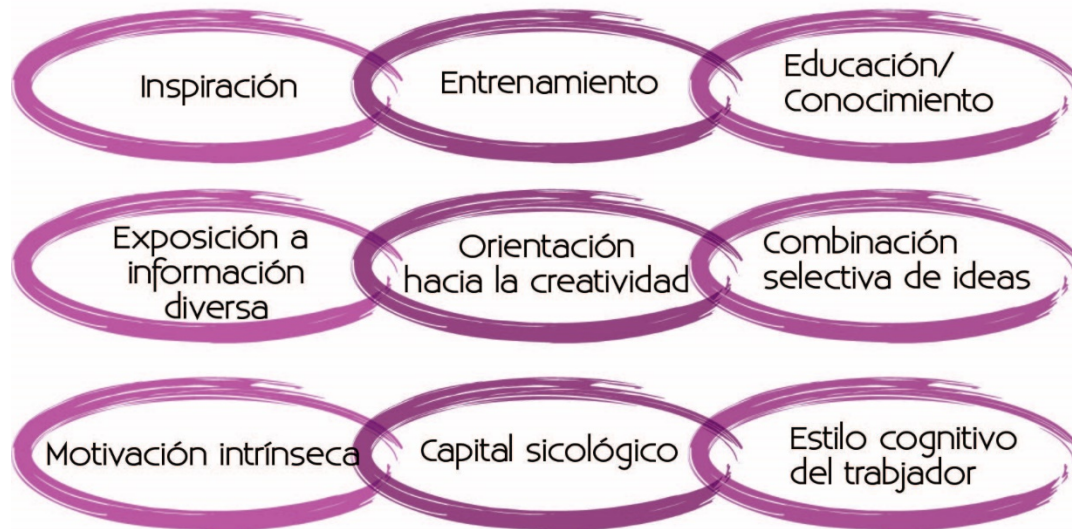 Inspiración
Entrenamiento
Educación/
Conocimiento
Exposición a
información
diversa
Orientación
hacia la creatividad
Combinación
selectiva de ideas
Motivación intrínseca
Capital sicológico
Estilo cognitivo
del trabjador